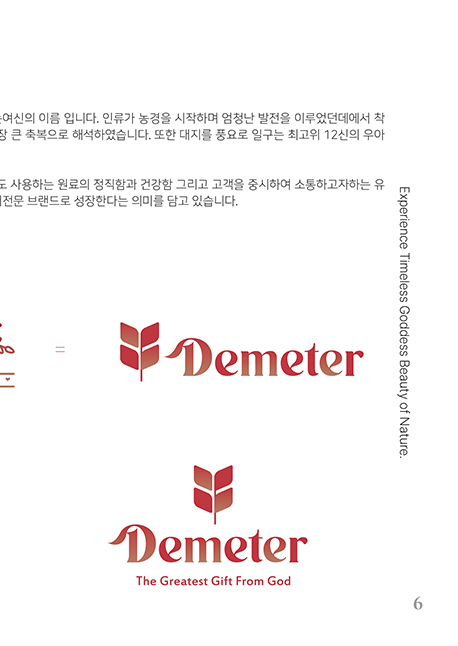 여신의 이름 입니다. 인류가 농경을 시작하며 엄청난 발전을 이루었던데에서 착
장 큰 축복으로 해석하였습니다. 또한 대지를 풍요로 일구는 최고위 12신의 우아
도 사용하는 원료의 정직함과 건강함 그리고 고객을 중시하여 소통하고자하는 유
전문 브랜드로 성장한다는 의미를 담고 있습니다.
Experience Timeless Goddess Beauty of Nature.
=
Demeter
Demeter
The Greatest Gift From God
6